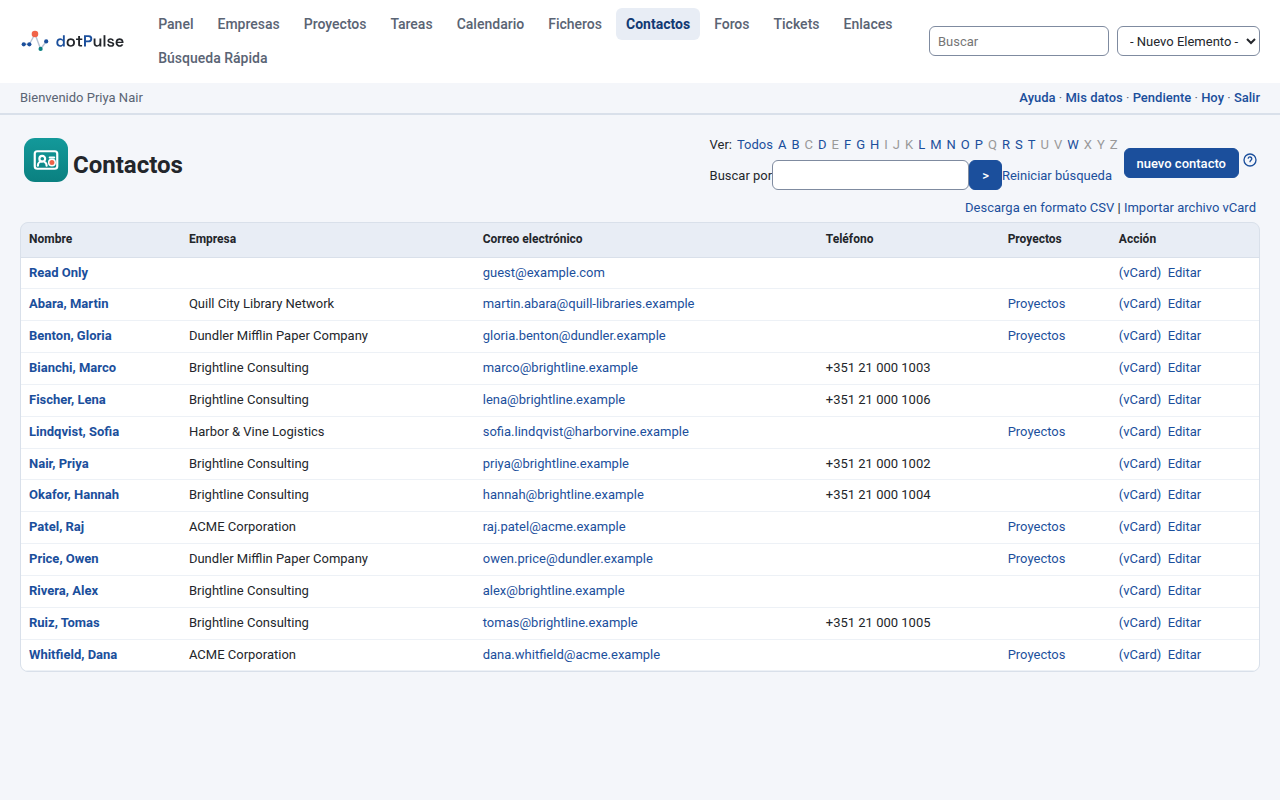 dotPulse
Panel Empresas Proyectos Tareas Calendario Ficheros Contactos Foros Tickets Enlaces
Búsqueda Rápida
Buscar
- Nuevo Elemento -
Bienvenido Priya Nair
Ayuda · Mis datos · Pendiente · Hoy · Salir
Contactos
Ver: Todos A B C D E F G H I J K L M N O P Q R S T U V W X Y Z
Buscar por > Reiniciar búsqueda
nuevo contacto
Descarga en formato CSV | Importar archivo vCard
Nombre Empresa Correo electrónico Teléfono Proyectos Acción
Read Only guest@example.com (vCard) Editar
Abara, Martin Quill City Library Network martin.abara@quill-libraries.example Proyectos (vCard) Editar
Benton, Gloria Dundler Mifflin Paper Company gloria.benton@dundler.example Proyectos (vCard) Editar
Bianchi, Marco Brightline Consulting marco@brightline.example +351 21 000 1003 (vCard) Editar
Fischer, Lena Brightline Consulting lena@brightline.example +351 21 000 1006 (vCard) Editar
Lindqvist, Sofia Harbor & Vine Logistics sofia.lindqvist@harborvine.example Proyectos (vCard) Editar
Nair, Priya Brightline Consulting priya@brightline.example +351 21 000 1002 (vCard) Editar
Okafor, Hannah Brightline Consulting hannah@brightline.example +351 21 000 1004 (vCard) Editar
Patel, Raj ACME Corporation raj.patel@acme.example Proyectos (vCard) Editar
Price, Owen Dundler Mifflin Paper Company owen.price@dundler.example Proyectos (vCard) Editar
Rivera, Alex Brightline Consulting alex@brightline.example (vCard) Editar
Ruiz, Tomas Brightline Consulting tomas@brightline.example +351 21 000 1005 (vCard) Editar
Whitfield, Dana ACME Corporation dana.whitfield@acme.example Proyectos (vCard) Editar